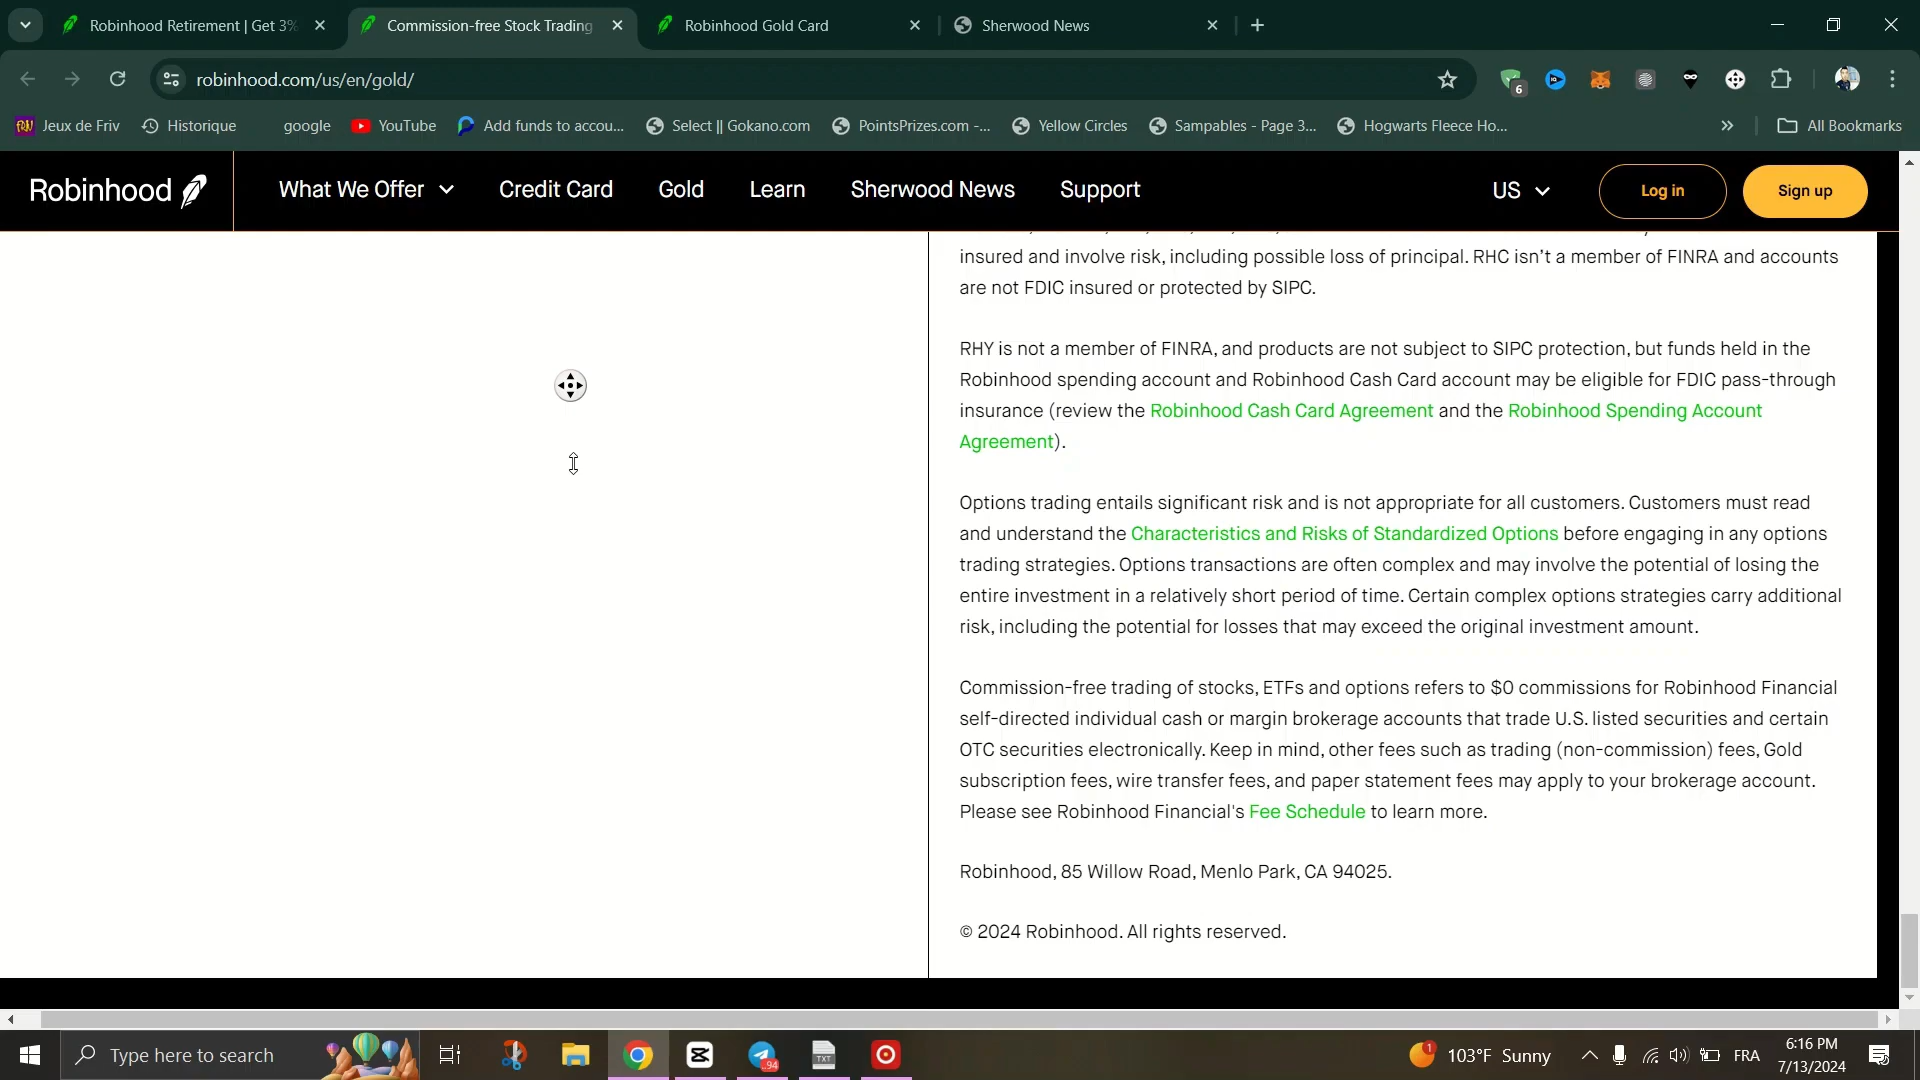 Robinhood Retirement | Get 3%
Commission-free Stock Trading
Robinhood Gold Card
Sherwood News
robinhood.com/us/en/gold/
6
Jeux de Friv
Historique
google
YouTube
Add funds to accou...
Select || Gokano.com
PointsPrizes.com -...
Yellow Circles
Sampables - Page 3...
Hogwarts Fleece Ho...
All Bookmarks
Robinhood
What We Offer
Credit Card
Gold
Learn
Sherwood News
Support
US
Log in
Sign up
insured and involve risk, including possible loss of principal. RHC isn’t a member of FINRA and accounts
are not FDIC insured or protected by SIPC.
RHY is not a member of FINRA, and products are not subject to SIPC protection, but funds held in the
Robinhood spending account and Robinhood Cash Card account may be eligible for FDIC pass-through
insurance (review the Robinhood Cash Card Agreement and the Robinhood Spending Account
Agreement).
Options trading entails significant risk and is not appropriate for all customers. Customers must read
and understand the Characteristics and Risks of Standardized Options before engaging in any options
trading strategies. Options transactions are often complex and may involve the potential of losing the
entire investment in a relatively short period of time. Certain complex options strategies carry additional
risk, including the potential for losses that may exceed the original investment amount.
Commission-free trading of stocks, ETFs and options refers to $0 commissions for Robinhood Financial
self-directed individual cash or margin brokerage accounts that trade U.S. listed securities and certain
OTC securities electronically. Keep in mind, other fees such as trading (non-commission) fees, Gold
subscription fees, wire transfer fees, and paper statement fees may apply to your brokerage account.
Please see Robinhood Financial's Fee Schedule to learn more.
Robinhood, 85 Willow Road, Menlo Park, CA 94025.
© 2024 Robinhood. All rights reserved.
Type here to search
94
TXT
1
103°F Sunny
FRA
6:16 PM
7/13/2024